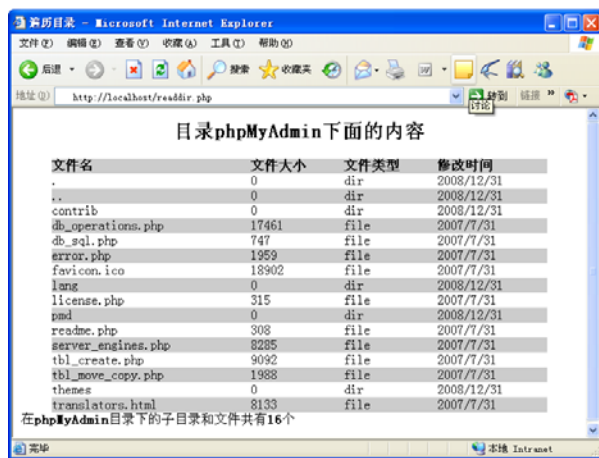 遍历目录 - Microsoft Internet Explorer
文件(F) 编辑(E) 查看(V) 收藏(A) 工具(T) 帮助(H)
后退 搜索 收藏夹
地址(D) http://localhost/readdir.php 转到 链接 »
讨论
目录phpMyAdmin下面的内容
文件名 文件大小 文件类型 修改时间
. 0 dir 2008/12/31
.. 0 dir 2008/12/31
contrib 0 dir 2008/12/31
db_operations.php 17461 file 2007/7/31
db_sql.php 747 file 2007/7/31
error.php 1959 file 2007/7/31
favicon.ico 18902 file 2007/7/31
lang 0 dir 2008/12/31
license.php 315 file 2007/7/31
pmd 0 dir 2008/12/31
readme.php 308 file 2007/7/31
server_engines.php 8285 file 2007/7/31
tbl_create.php 9092 file 2007/7/31
tbl_move_copy.php 1988 file 2007/7/31
themes 0 dir 2008/12/31
translators.html 8133 file 2007/7/31
在phpMyAdmin目录下的子目录和文件共有16个
完毕 本地 Intranet